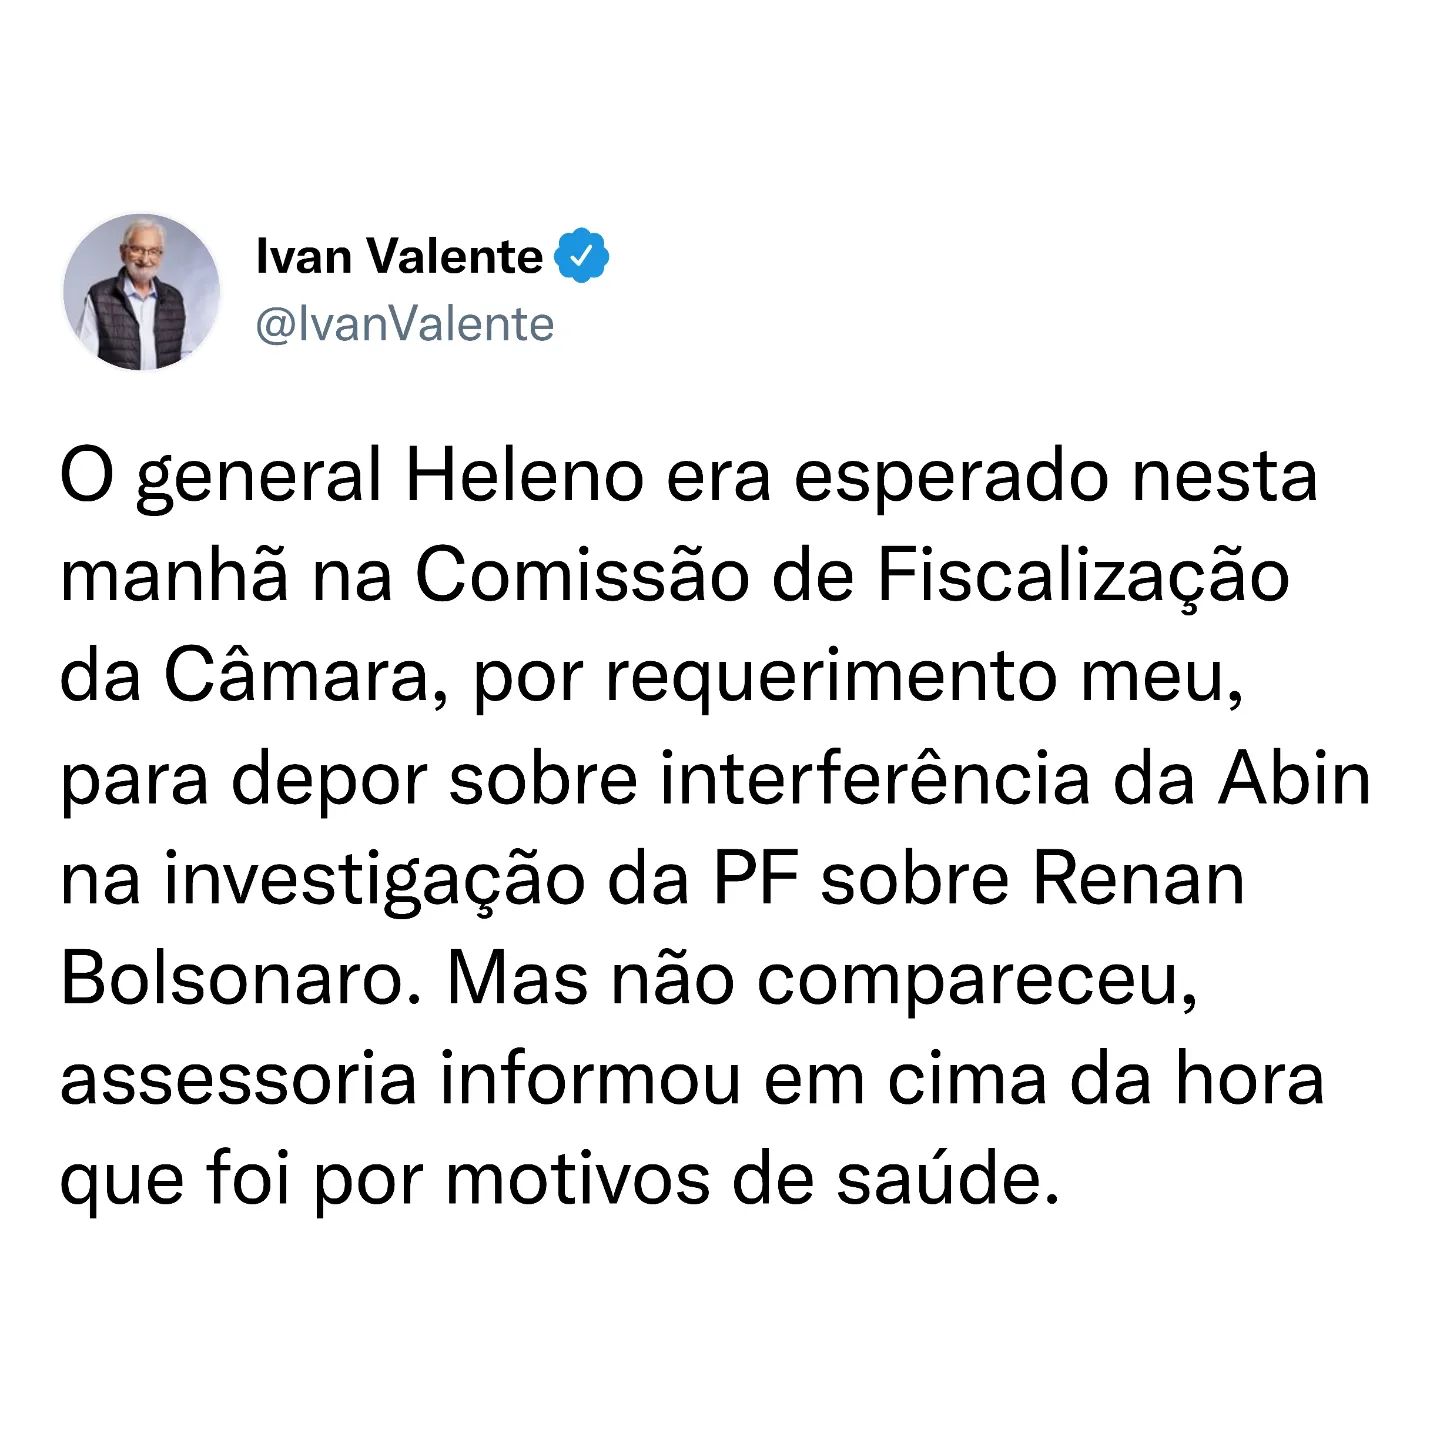 Ivan Valente
@IvanValente
O general Heleno era esperado nesta
manhã na Comissão de Fiscalização
da Câmara, por requerimento meu,
para depor sobre interferência da Abin
na investigação da PF sobre Renan
Bolsonaro. Mas não compareceu,
assessoria informou em cima da hora
que foi por motivos de saúde.